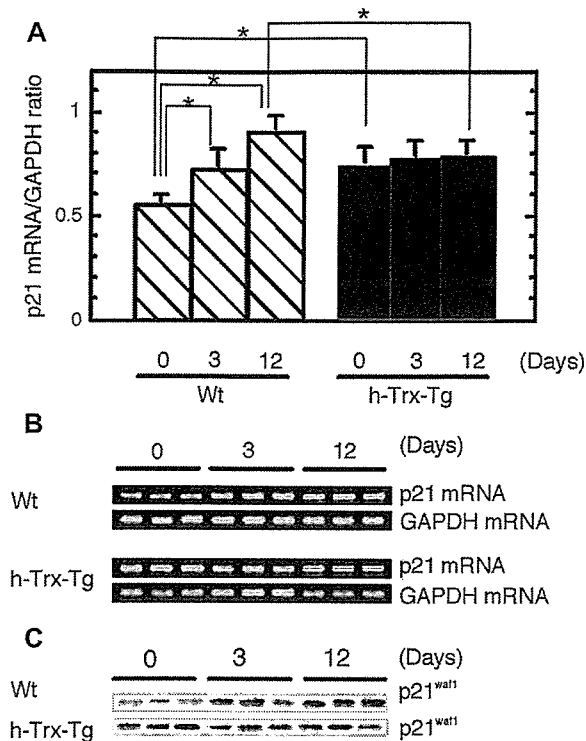 A
* *
*
*
p21 mRNA/GAPDH ratio
1
0.5
0
0 3 12 0 3 12 (Days)
Wt h-Trx-Tg
B
0 3 12 (Days)
Wt
p21 mRNA
GAPDH mRNA
h-Trx-Tg
p21 mRNA
GAPDH mRNA
C
0 3 12 (Days)
Wt p21waf1
h-Trx-Tg p21waf1